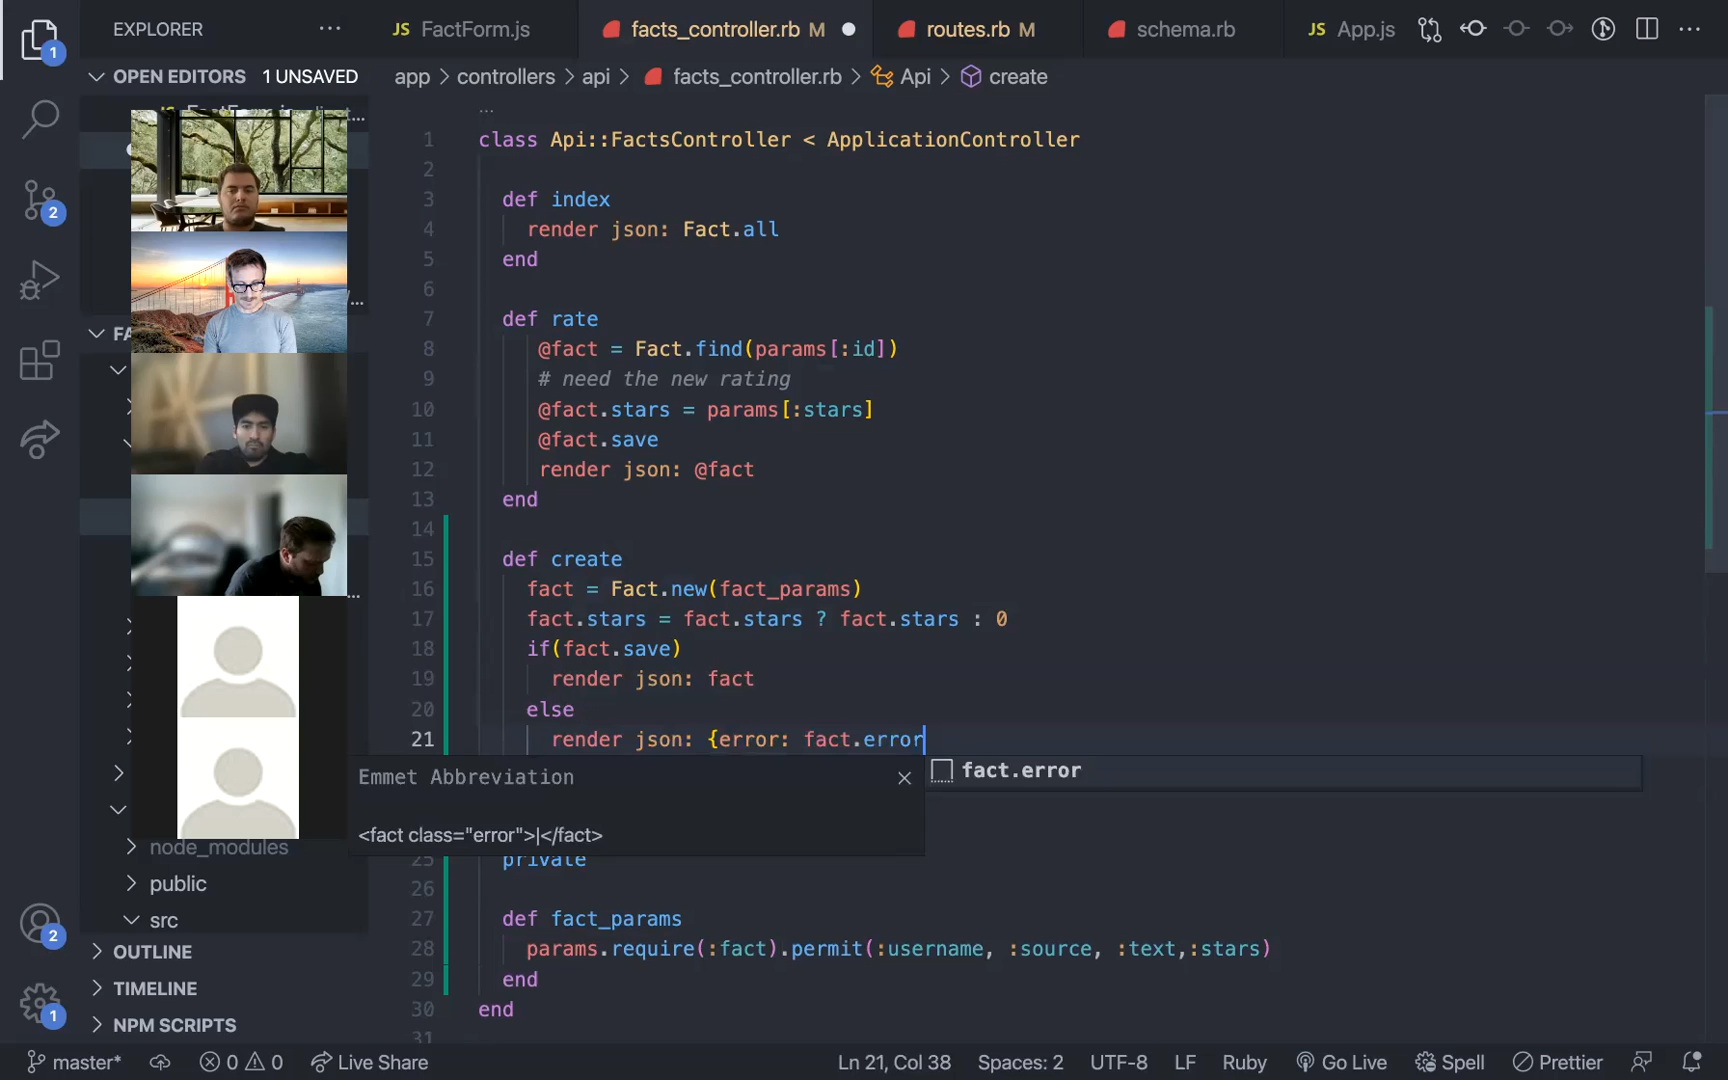 1
EXPLORER
JS FactForm.js
facts_controller.rb M
routes.rb M
schema.rb
JS App.js
OPEN EDITORS 1 UNSAVED
app > controllers > api > facts_controller.rb > Api > create
1 class Api::FactsController < ApplicationController
2
3 def index
4 render json: Fact.all
5 end
6
7 def rate
8 @fact = Fact.find(params[:id])
9 # need the new rating
10 @fact.stars = params[:stars]
11 @fact.save
12 render json: @fact
13 end
14
15 def create
16 fact = Fact.new(fact_params)
17 fact.stars = fact.stars ? fact.stars : 0
18 if(fact.save)
19 render json: fact
20 else
21 render json: {error: fact.error
fact.error
Emmet Abbreviation
<fact class="error">|</fact>
25 private
26
27 def fact_params
28 params.require(:fact).permit(:username, :source, :text,:stars)
29 end
30 end
31
2
FA
node_modules
public
src
OUTLINE
TIMELINE
NPM SCRIPTS
2
1
master*
0 0
Live Share
Ln 21, Col 38
Spaces: 2
UTF-8
LF
Ruby
Go Live
Spell
Prettier